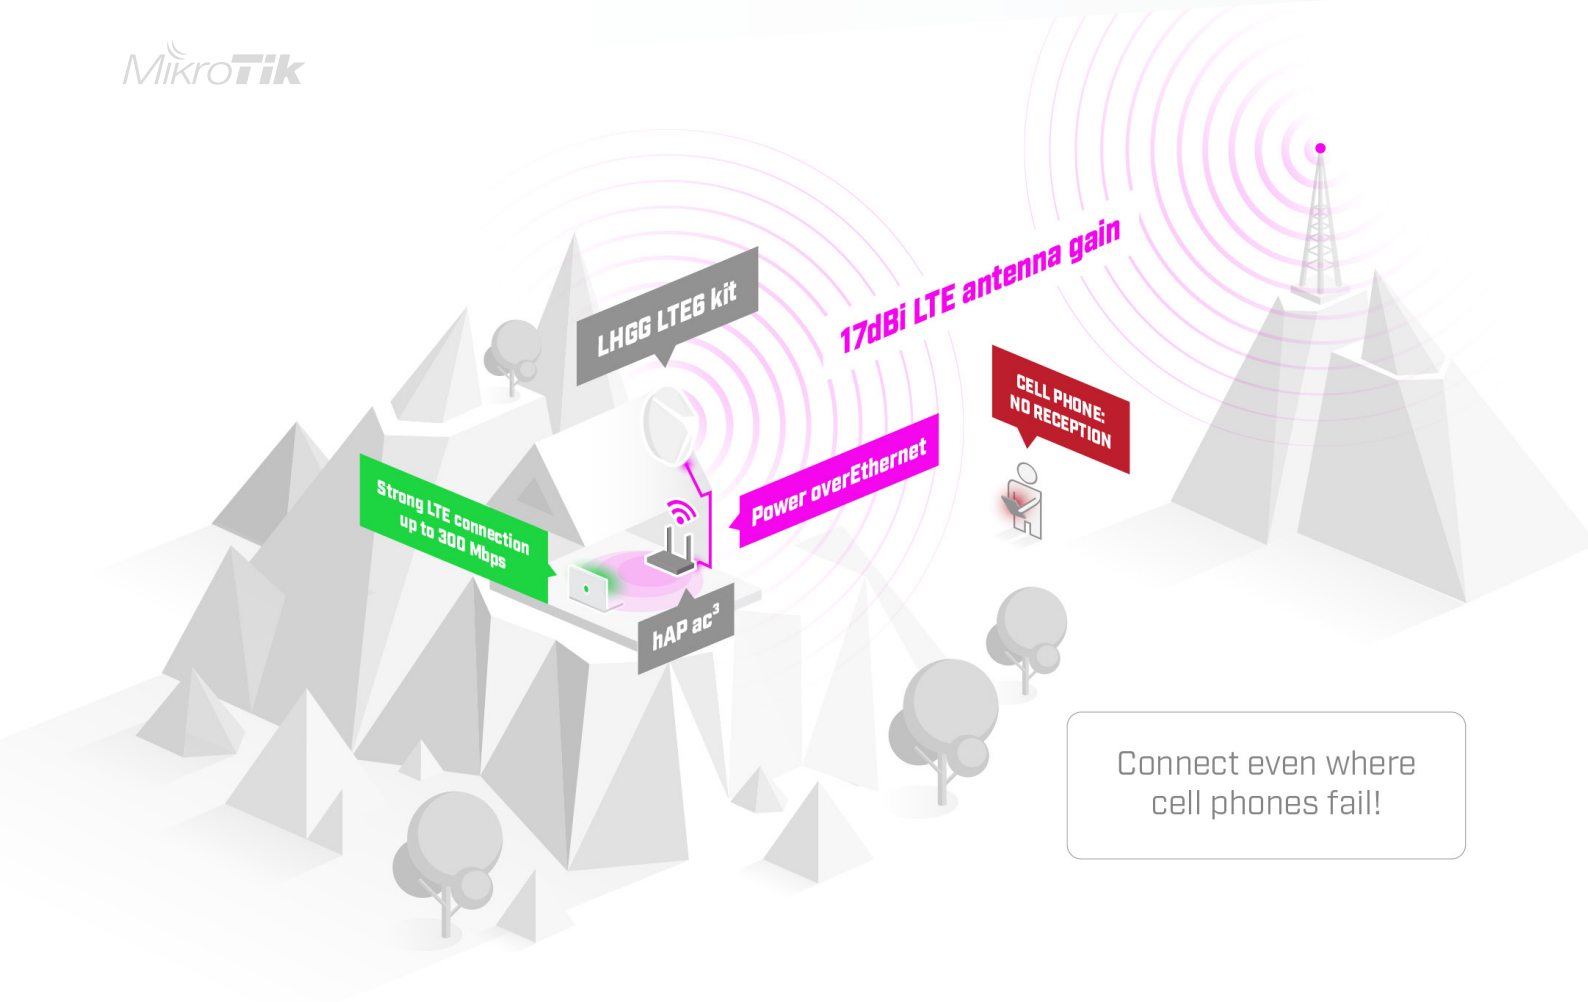 MikroTik
LHGG LTE6 kit
17dBi LTE antenna gain
CELL PHONE:
NO RECEPTION
Power overEthernet
Strong LTE connection
up to 300 Mbps
hAP ac³
Connect even where
cell phones fail!